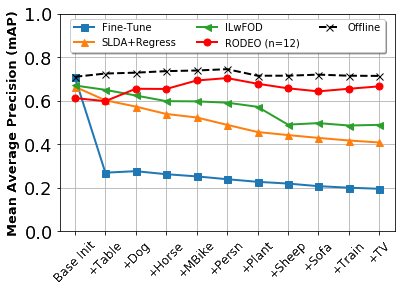 Mean Average Precision (mAP)
1.0
0.8
0.6
0.4
0.2
0.0
Fine-Tune
SLDA+Regress
ILwFOD
RODEO (n=12)
Offline
Base Init
+Table
+Dog
+Horse
+MBike
+Persn
+Plant
+Sheep
+Sofa
+Train
+TV